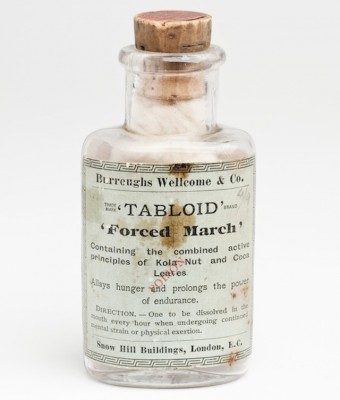 Burroughs Wellcome & Co.
TRADE MARK 'TABLOID' BRAND
'Forced March'
Containing the combined active
principles of Kola Nut and Coca
Leaves
Allays hunger and prolongs the power
of endurance.
DIRECTION. — One to be dissolved in the
mouth every hour when undergoing continued
mental strain or physical exertion.
Snow Hill Buildings, London, E.C.